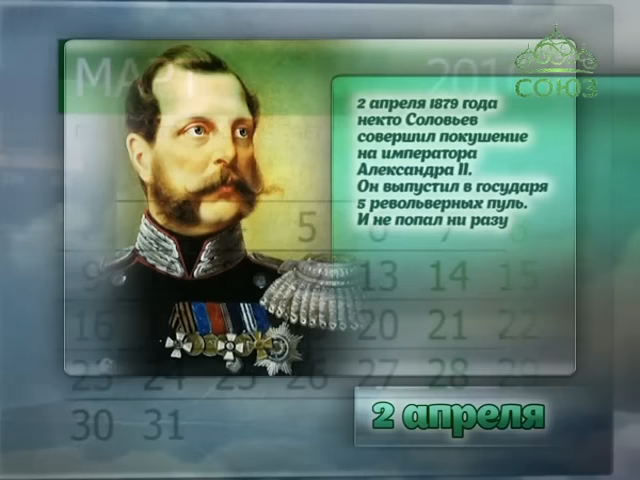 СОЮЗ
МАРТ 201
2 апреля 1879 года
некто Соловьев
совершил покушение
на императора
Александра II.
Он выпустил в государя
5 револьверных пуль.
И не попал ни разу
5 6 7 8
9 13 14 15
16 20 21 22
23 24 25 26 27 28 29
30 31
2 апреля